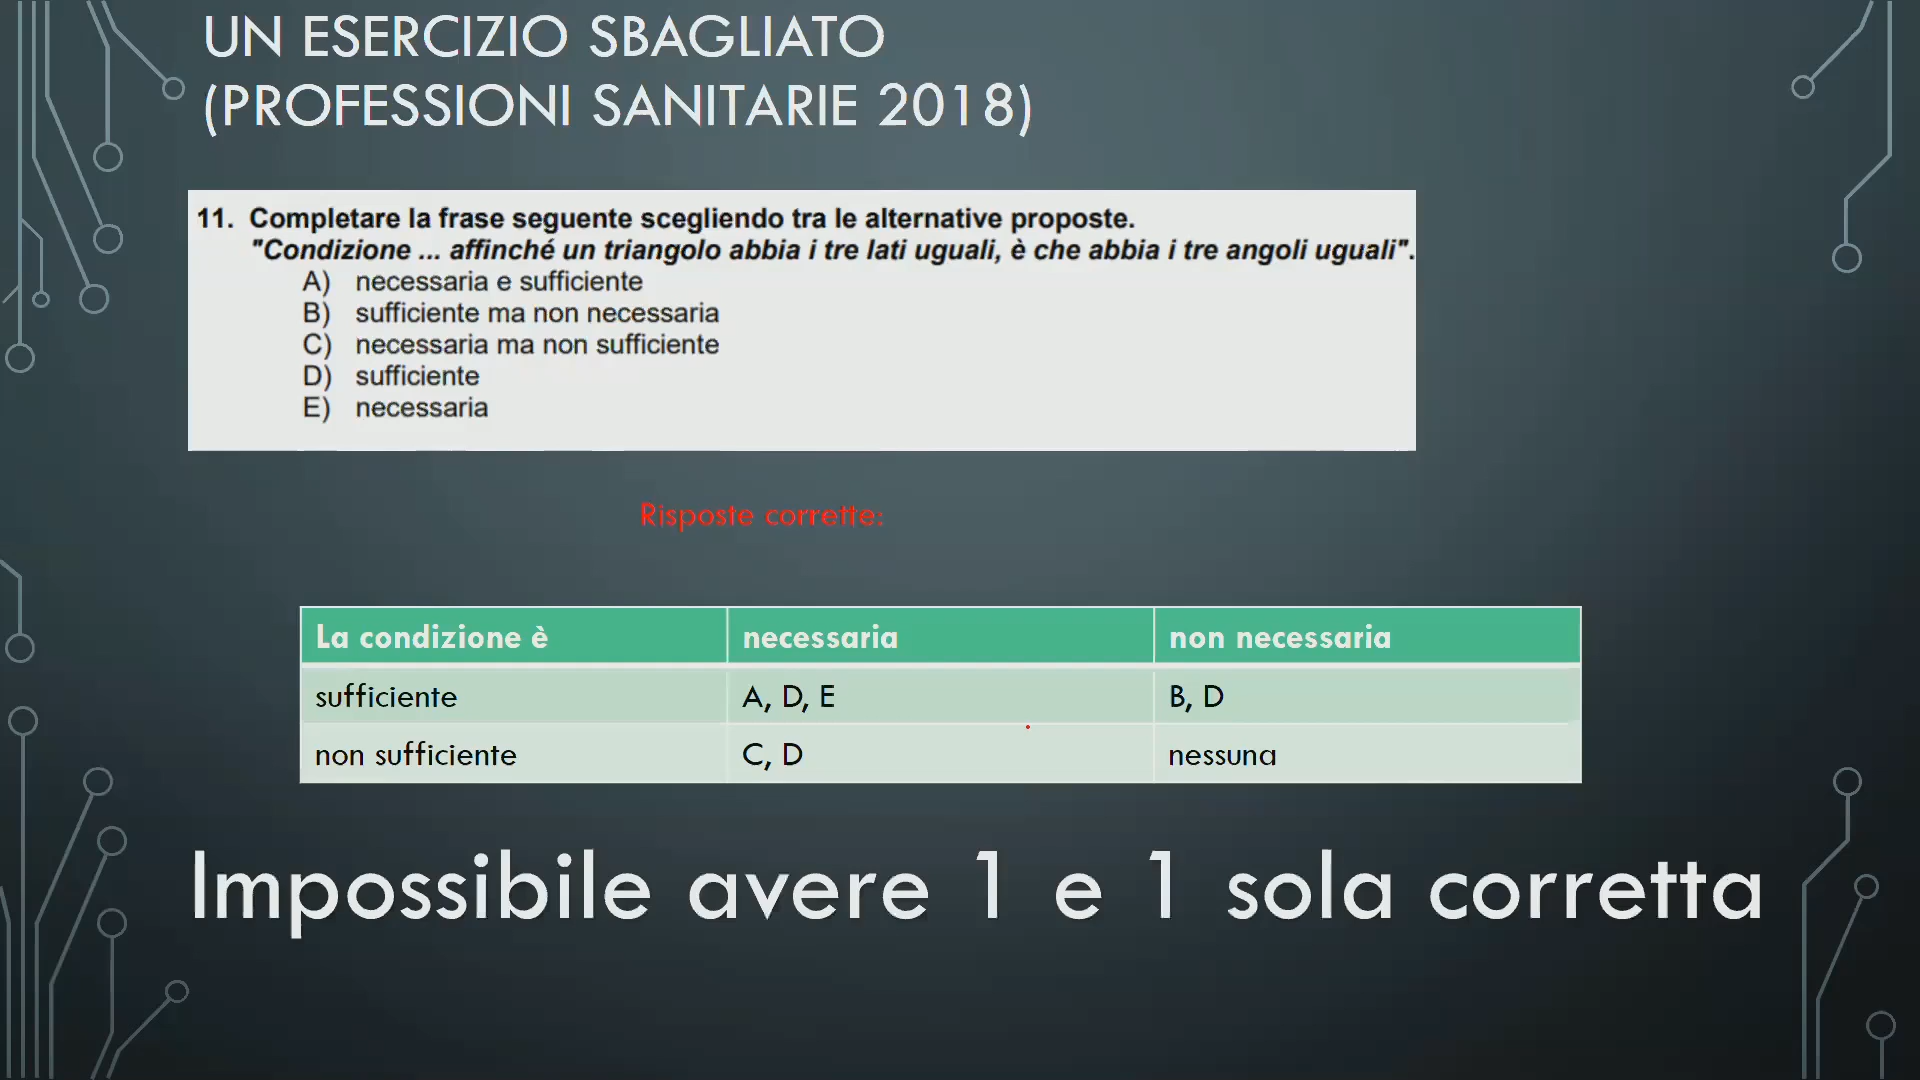 UN ESERCIZIO SBAGLIATO
(PROFESSIONI SANITARIE 2018)
11. Completare la frase seguente scegliendo tra le alternative proposte.
"Condizione ... affinché un triangolo abbia i tre lati uguali, è che abbia i tre angoli uguali".
A) necessaria e sufficiente
B) sufficiente ma non necessaria
C) necessaria ma non sufficiente
D) sufficiente
E) necessaria
Risposte corrette:
La condizione è necessaria non necessaria
sufficiente A, D, E B, D
non sufficiente C, D nessuna
Impossibile avere 1 e 1 sola corretta